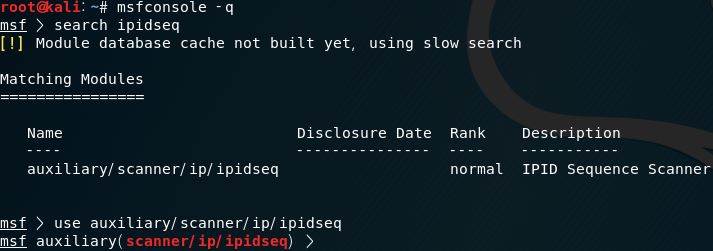 root@kali:~# msfconsole -q
msf > search ipidseq
[!] Module database cache not built yet, using slow search
Matching Modules
================
Name Disclosure Date Rank Description
---- --------------- ---- -----------
auxiliary/scanner/ip/ipidseq normal IPID Sequence Scanner
msf > use auxiliary/scanner/ip/ipidseq
msf auxiliary(scanner/ip/ipidseq) >